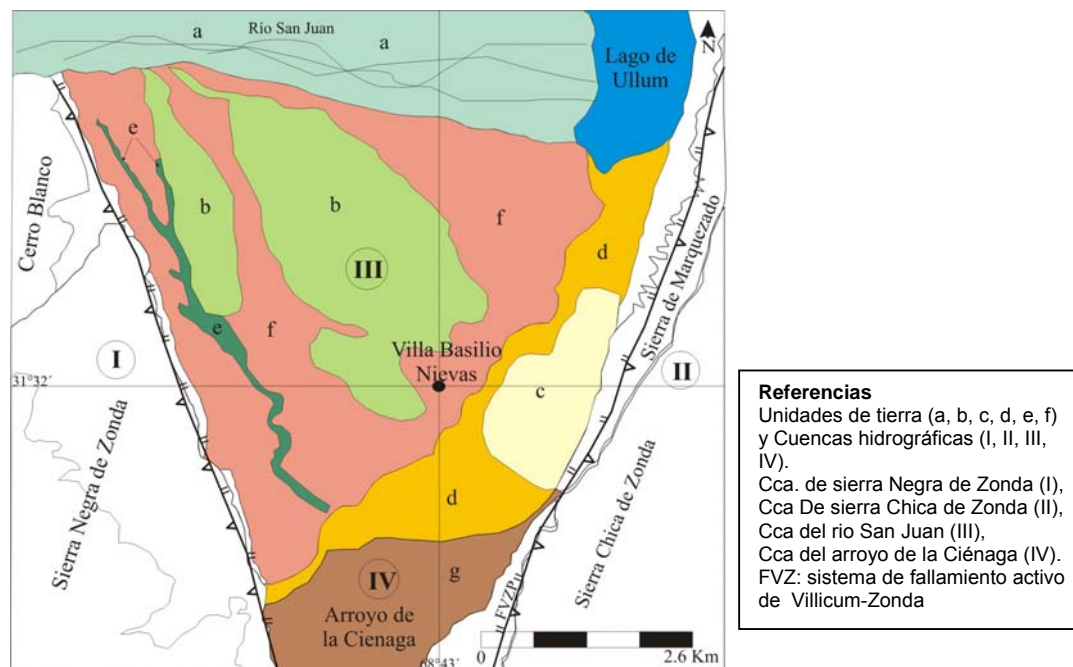 a
Río San Juan
a
N
Lago de
Ullum
e
Cerro Blanco
b
b
f
d
III
Sierra de Marquezado
e
f
Villa Basilio
Nievas
I
II
31°32´
c
Sierra Negra de Zonda
d
Sierra Chica de Zonda
IV
g
FVZP
Arroyo de
la Cienaga
68°43´
0
2.6 Km
Referencias
Unidades de tierra (a, b, c, d, e, f)
y Cuencas hidrográficas (I, II, III,
IV).
Cca. de sierra Negra de Zonda (I),
Cca De sierra Chica de Zonda (II),
Cca del rio San Juan (III),
Cca del arroyo de la Ciénaga (IV).
FVZ: sistema de fallamiento activo
de Villicum-Zonda